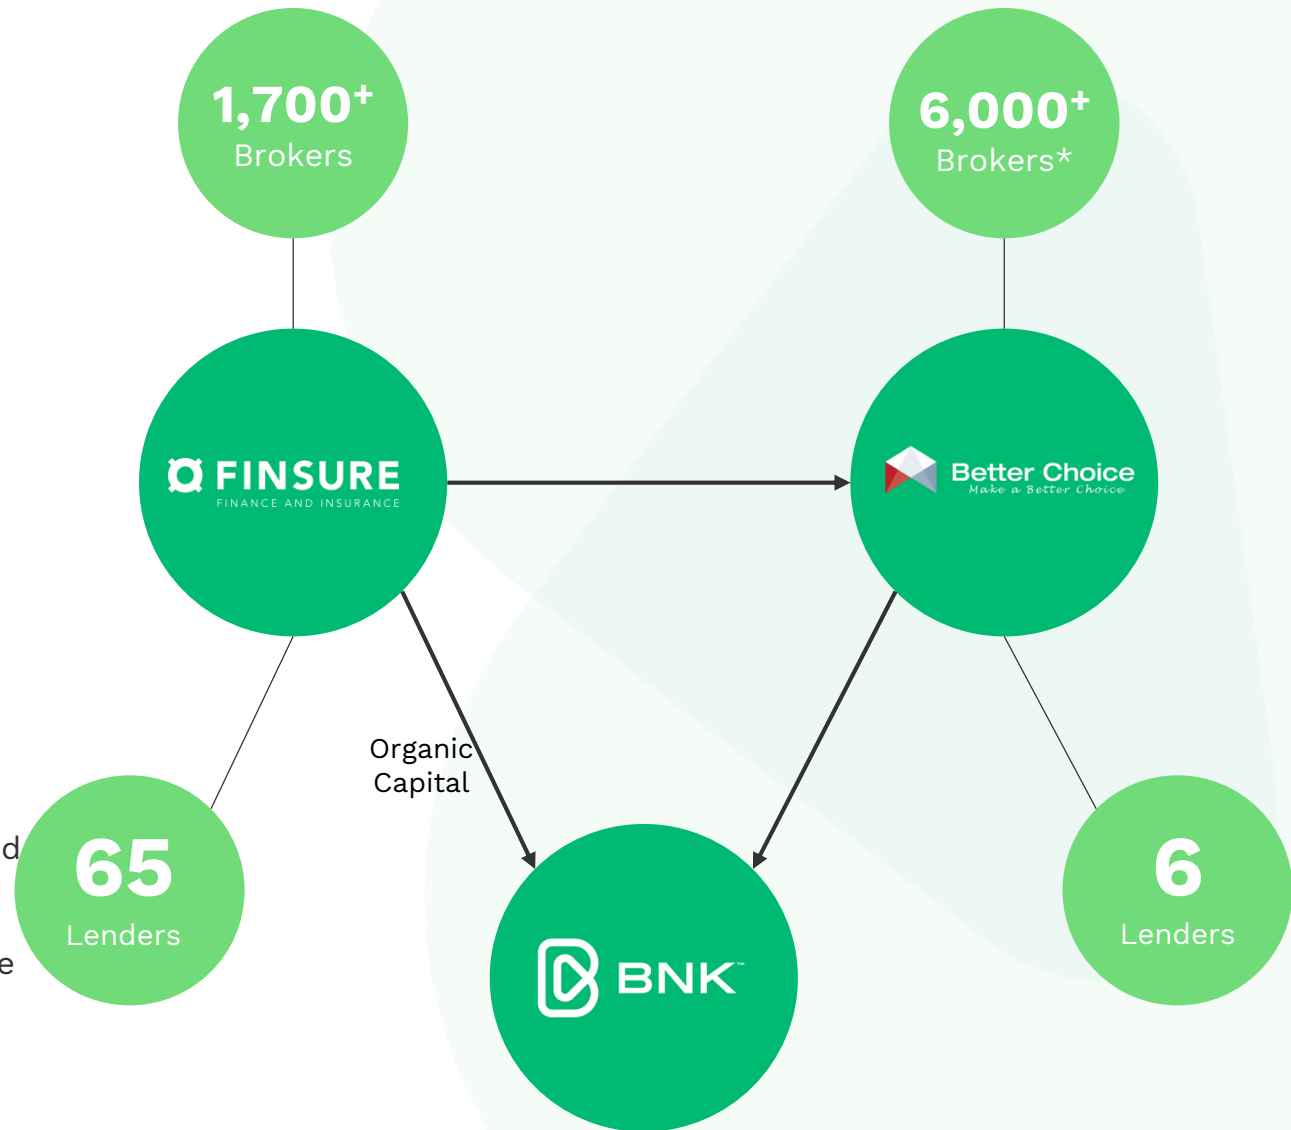 1,700+
Brokers
6,000+
Brokers*
FINSURE
FINANCE AND INSURANCE
Better Choice
Make a Better Choice
Organic
Capital
d
65
Lenders
e
6
Lenders
BNK™